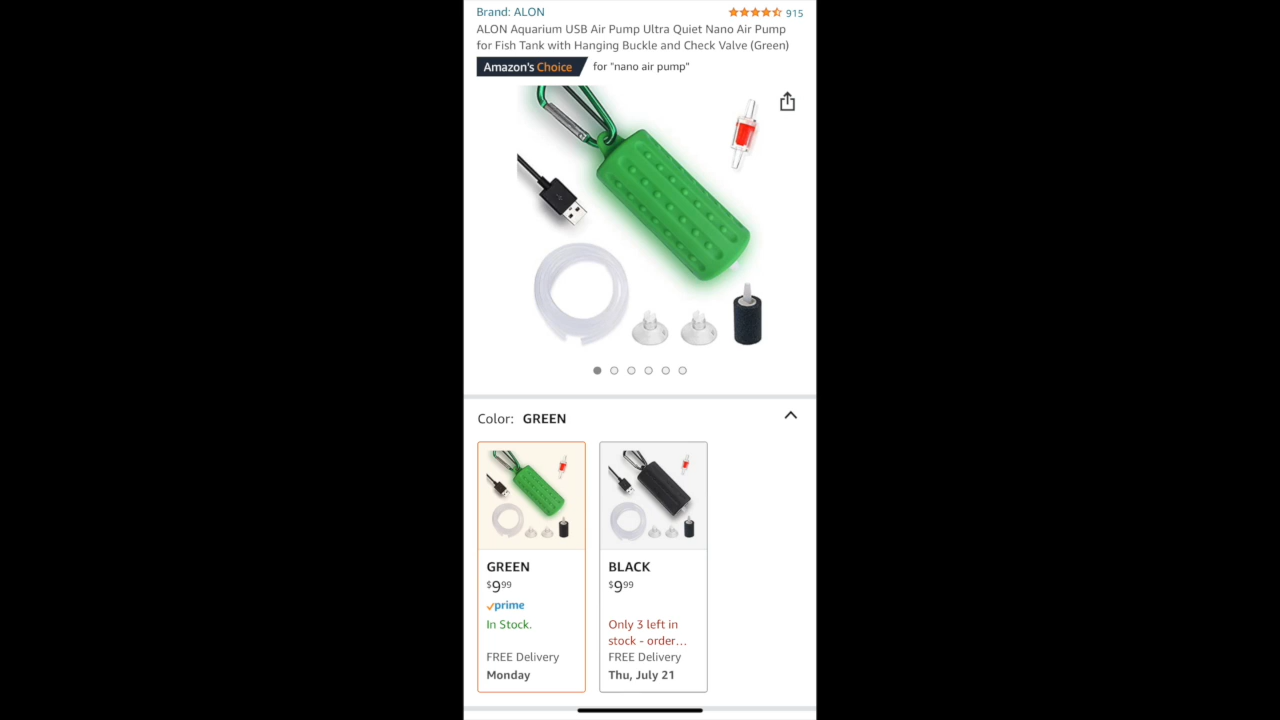 Brand: ALON
915
ALON Aquarium USB Air Pump Ultra Quiet Nano Air Pump
for Fish Tank with Hanging Buckle and Check Valve (Green)
Amazon's Choice for "nano air pump"
Color: GREEN
GREEN
$9.99
prime
In Stock.
FREE Delivery
Monday
BLACK
$9.99
Only 3 left in
stock - order...
FREE Delivery
Thu, July 21